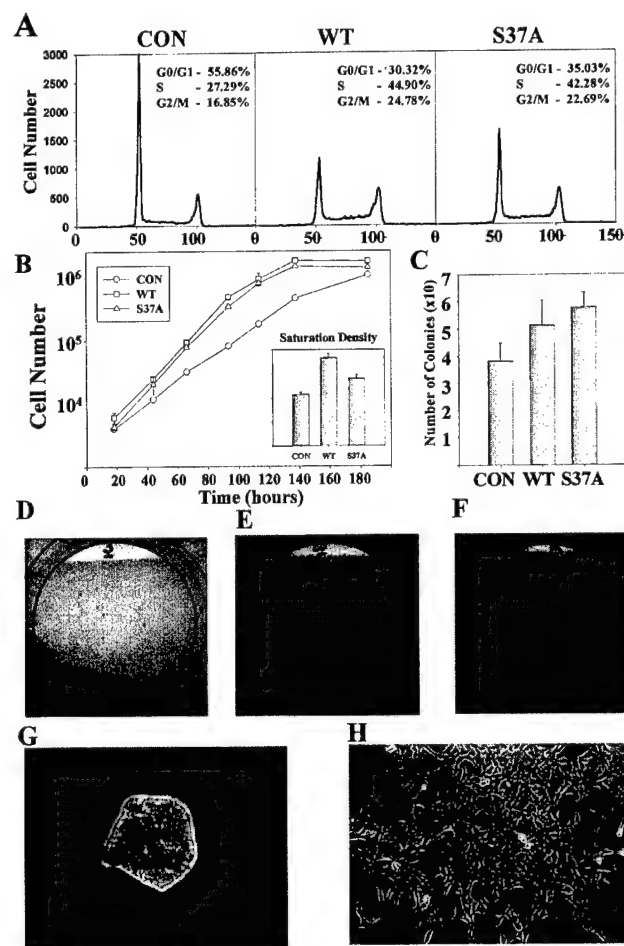 A
CON WT S37A
G0/G1 - 55.86%
S - 27.29%
G2/M - 16.85%
G0/G1 - 30.32%
S - 44.90%
G2/M - 24.78%
G0/G1 - 35.03%
S - 42.28%
G2/M - 22.69%
Cell Number
3000
2500
2000
1500
1000
500
0
0 50 100 0 50 100 0 50 100 150
B
CON
WT
S37A
Cell Number
10⁶
10⁵
10⁴
Saturation Density
CON WT S37A
20 40 60 80 100 120 140 160 180
Time (hours)
C
Number of Colonies (x10)
7
6
5
4
3
2
1
CON WT S37A
D E F
G H